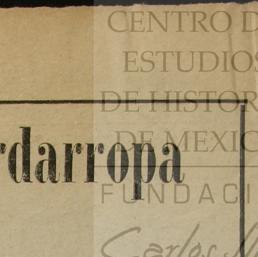 CENTRO D
ESTUDIOS
DE HISTOR
DE MEXIC
rdarropa
FUNDACI
Carlos